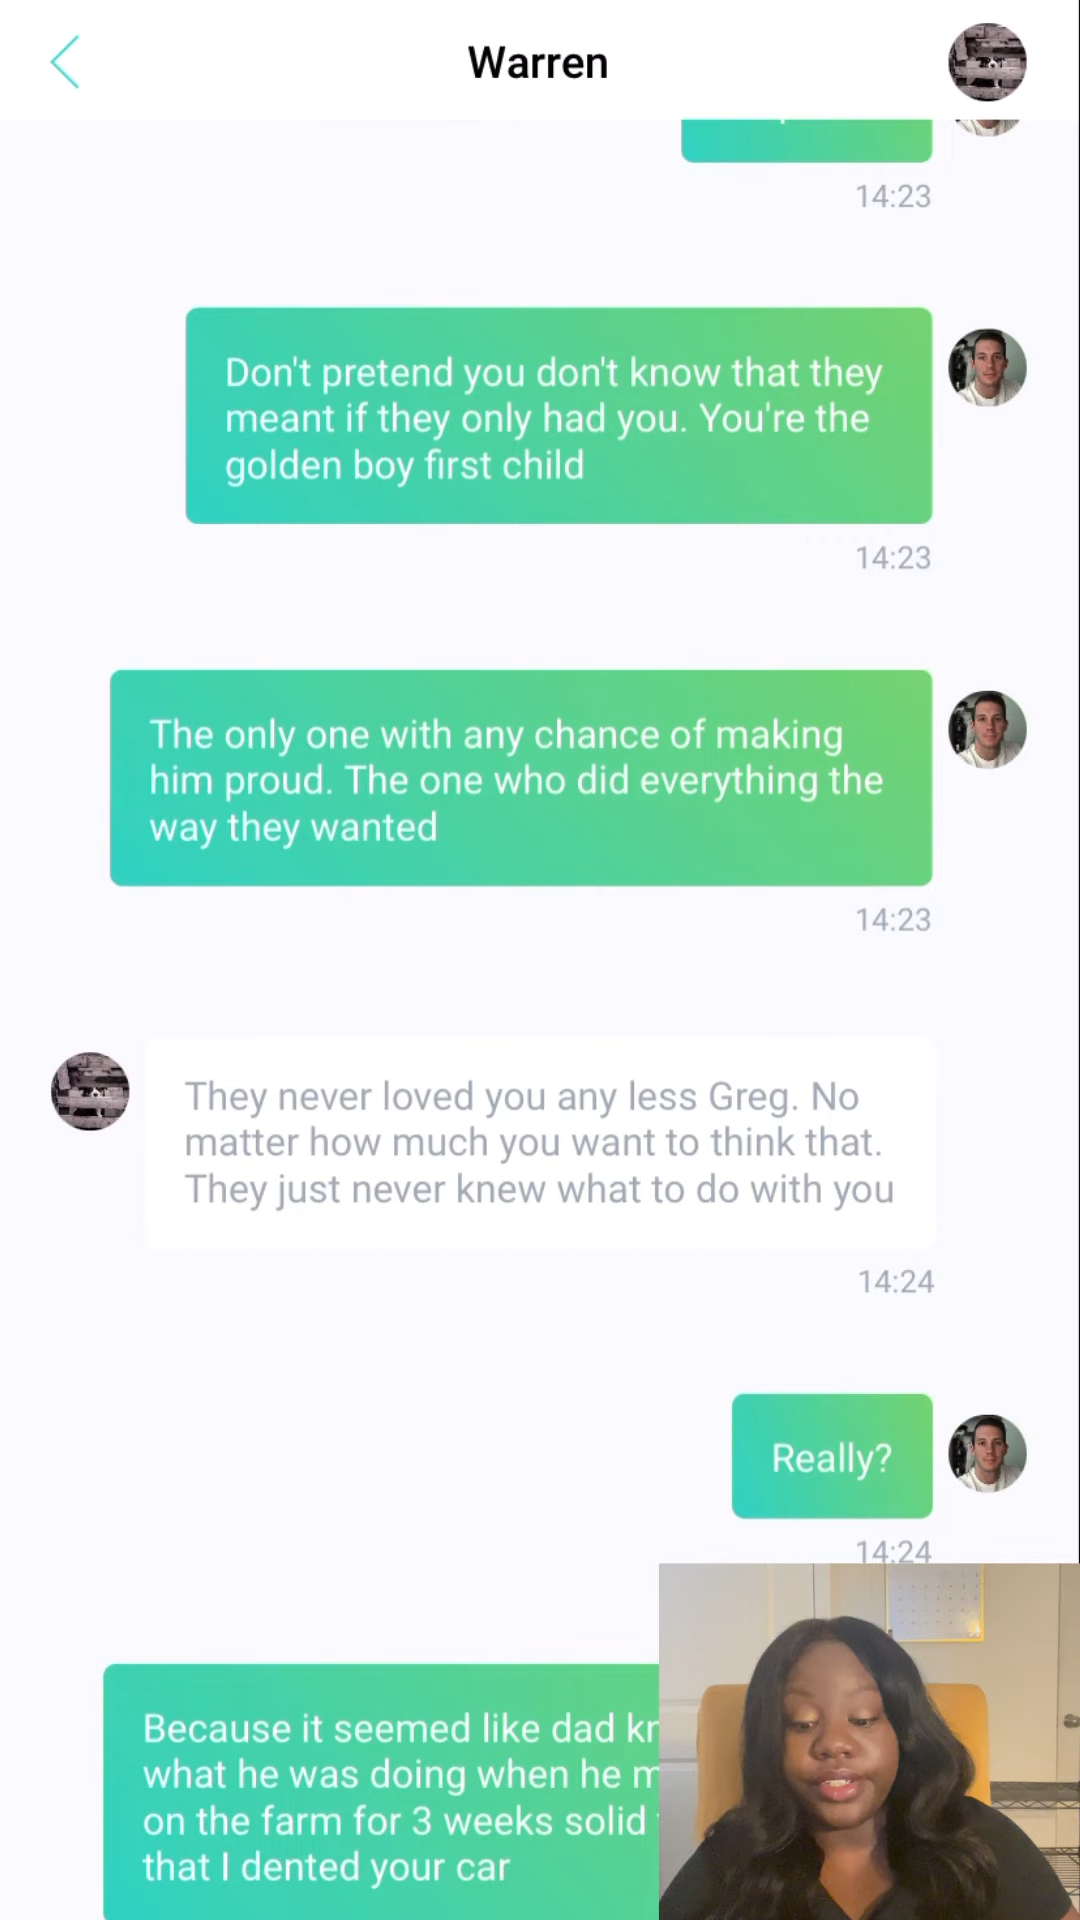 Warren
14:23
Don't pretend you don't know that they
meant if they only had you. You're the
golden boy first child
14:23
The only one with any chance of making
him proud. The one who did everything the
way they wanted
14:23
They never loved you any less Greg. No
matter how much you want to think that.
They just never knew what to do with you
14:24
Really?
14:24
Because it seemed like dad
what he was doing when he
on the farm for 3 weeks solid
that I dented your car